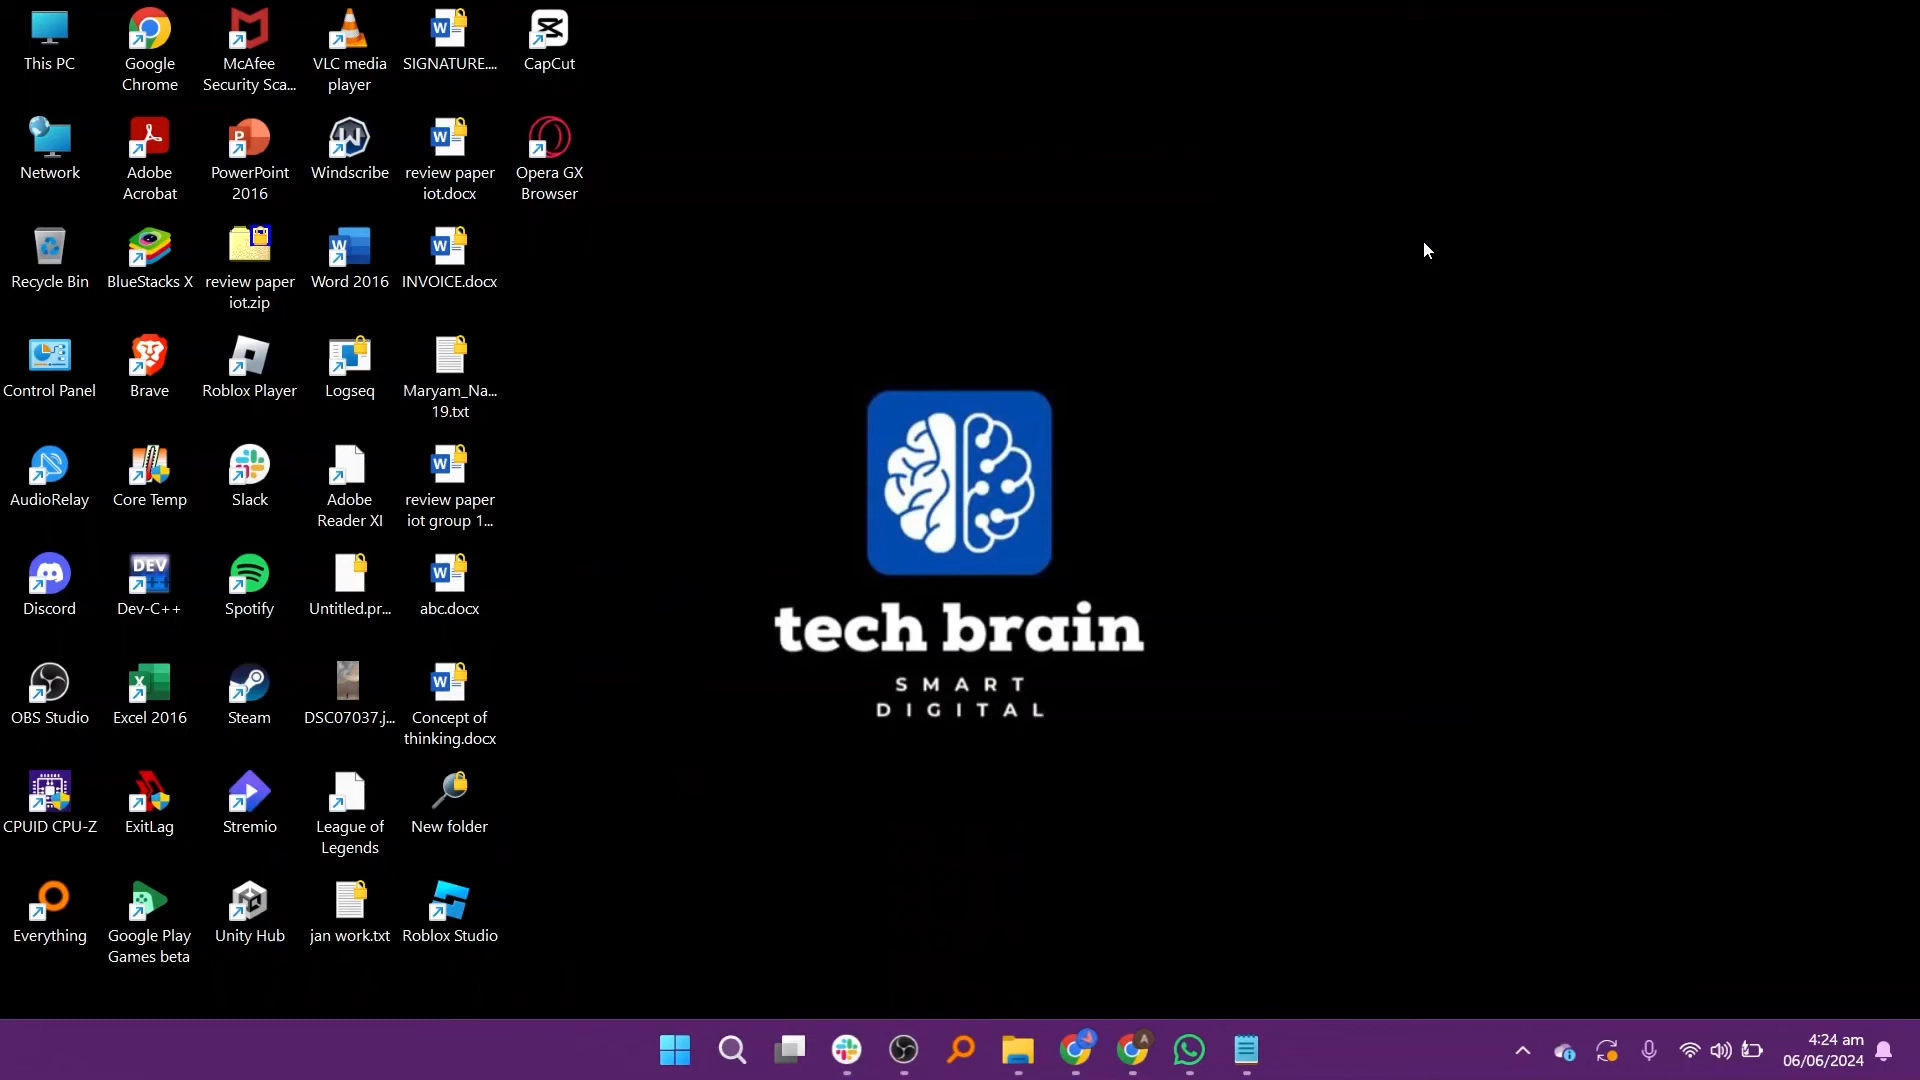 This PC
Google
Chrome
McAfee
Security Sca...
VLC media
player
SIGNATURE....
CapCut
Network
Adobe
Acrobat
PowerPoint
2016
Windscribe
review paper
iot.docx
Opera GX
Browser
Recycle Bin
BlueStacks X
review paper
iot.zip
Word 2016
INVOICE.docx
Control Panel
Brave
Roblox Player
Logseq
Maryam_Na...
19.txt
AudioRelay
Core Temp
Slack
Adobe
Reader XI
review paper
iot group 1...
Discord
DEV
Dev-C++
Spotify
Untitled.pr...
abc.docx
OBS Studio
Excel 2016
Steam
DSC07037.j...
Concept of
thinking.docx
CPUID CPU-Z
ExitLag
Stremio
League of
Legends
New folder
Everything
Google Play
Games beta
Unity Hub
jan work.txt
Roblox Studio
tech brain
SMART
DIGITAL
4:24 am
06/06/2024